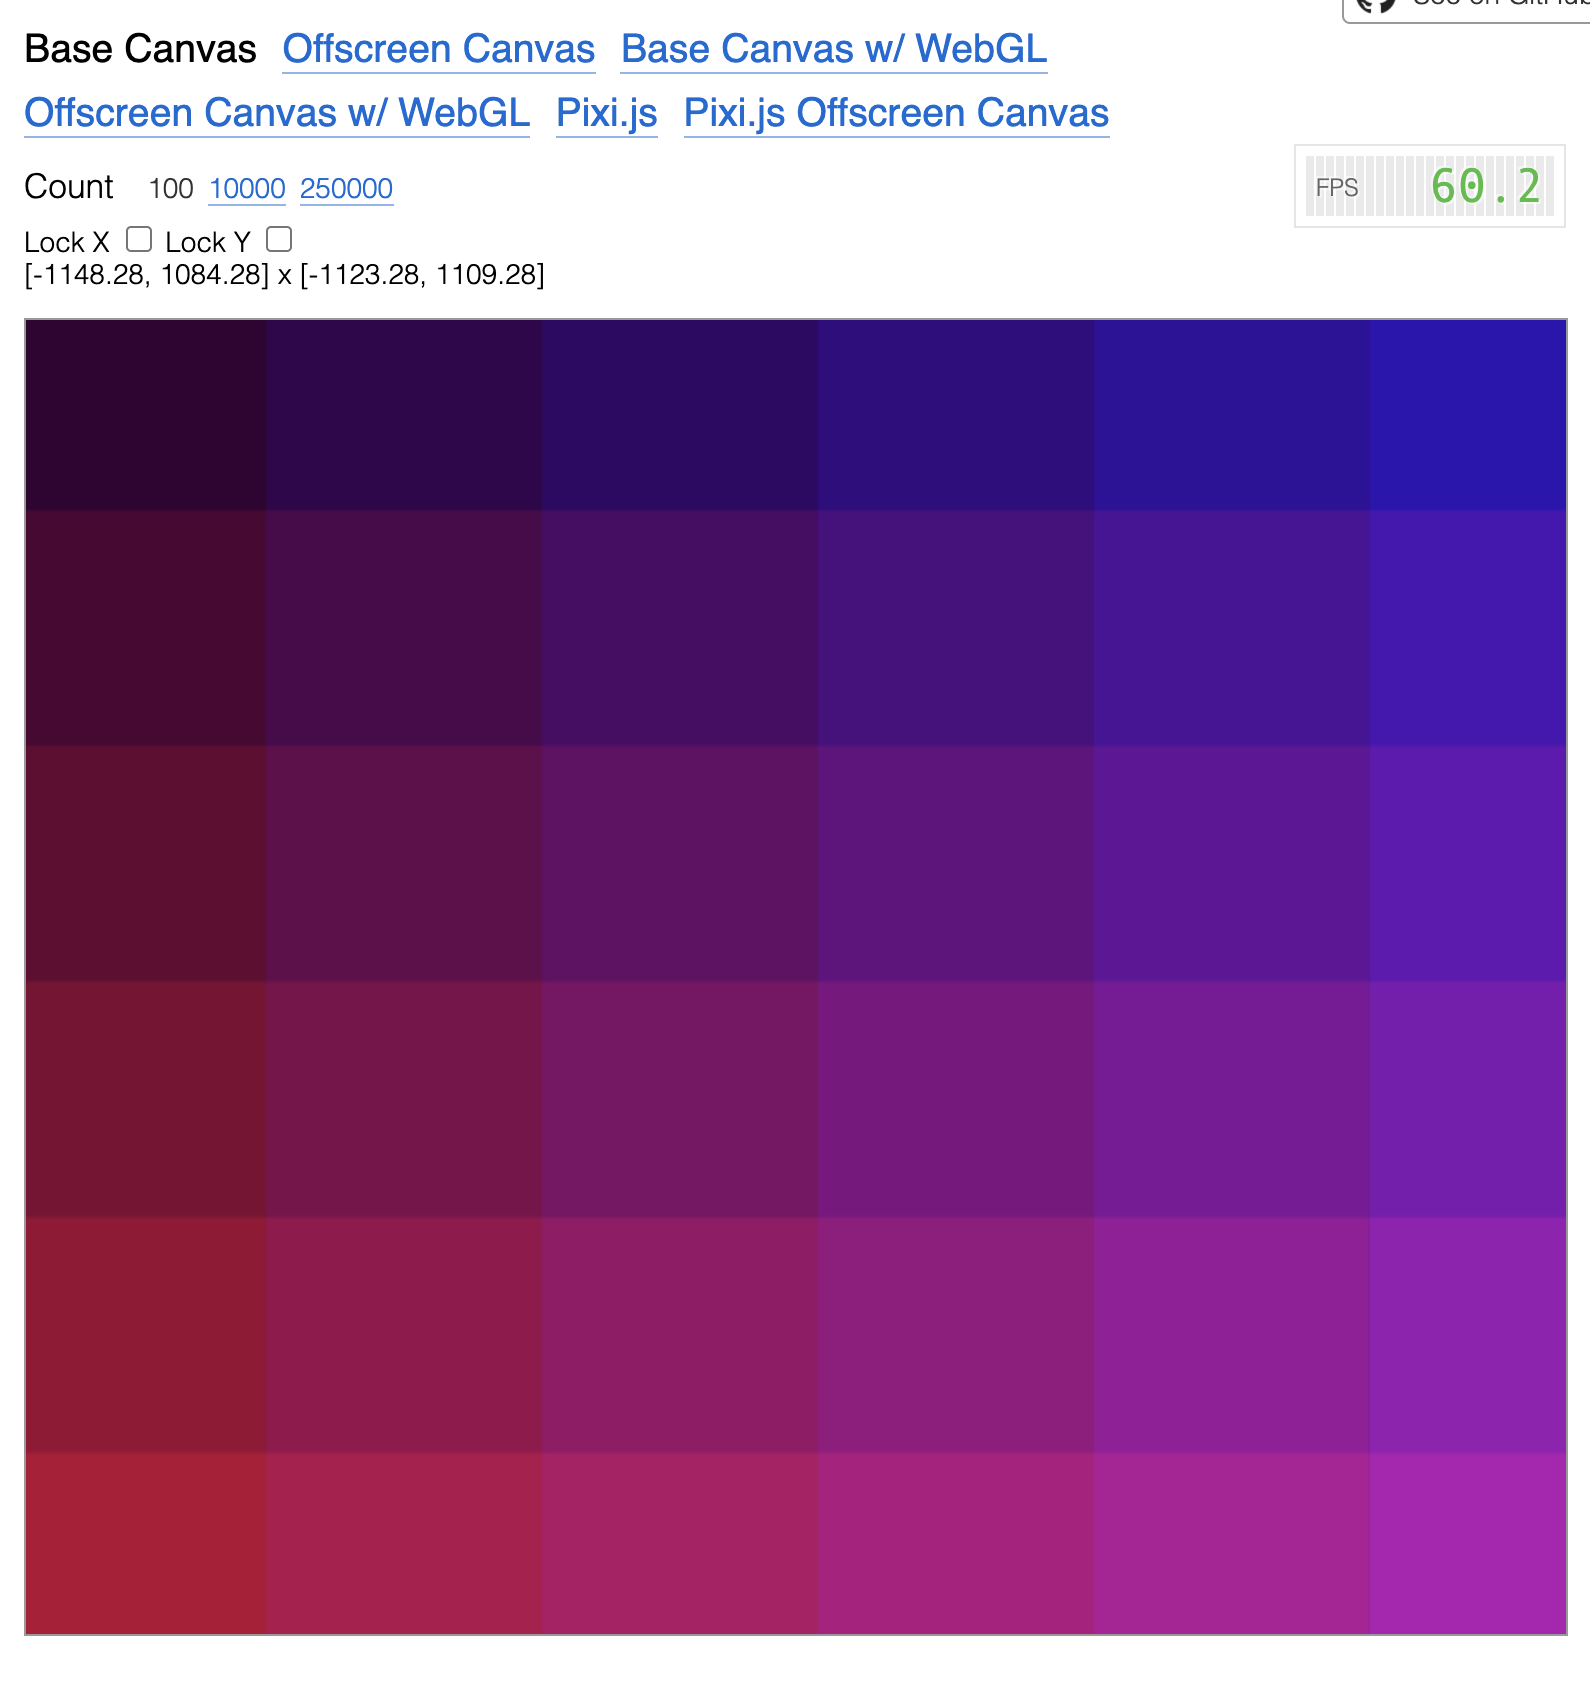 Base Canvas Offscreen Canvas Base Canvas w/ WebGL
Offscreen Canvas w/ WebGL Pixi.js Pixi.js Offscreen Canvas
Count 100 10000 250000
FPS 60.2
Lock X Lock Y
[-1148.28, 1084.28] x [-1123.28, 1109.28]